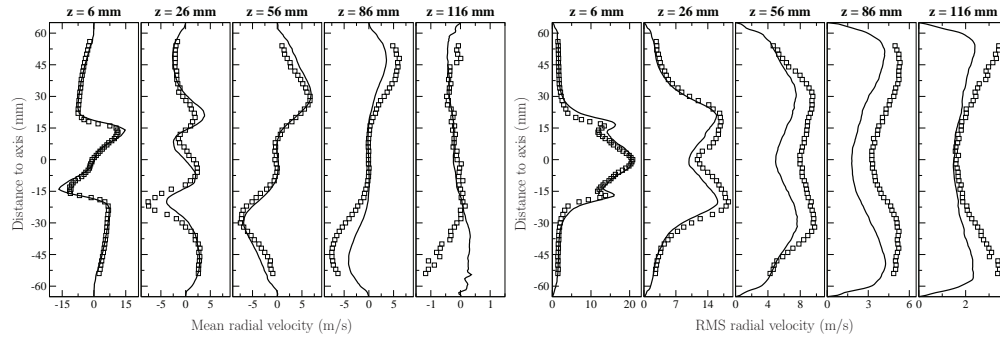 z = 6 mm z = 26 mm z = 56 mm z = 86 mm z = 116 mm
60
45
30
15
0
-15
-30
-45
-60
Distance to axis (mm)
-15 0 15 -5 0 5 -5 0 5 -5 0 5 -1 0 1
Mean radial velocity (m/s)
z = 6 mm z = 26 mm z = 56 mm z = 86 mm z = 116 mm
60
45
30
15
0
-15
-30
-45
-60
Distance to axis (mm)
0 10 20 0 7 14 0 4 8 0 3 6 0 2
RMS radial velocity (m/s)